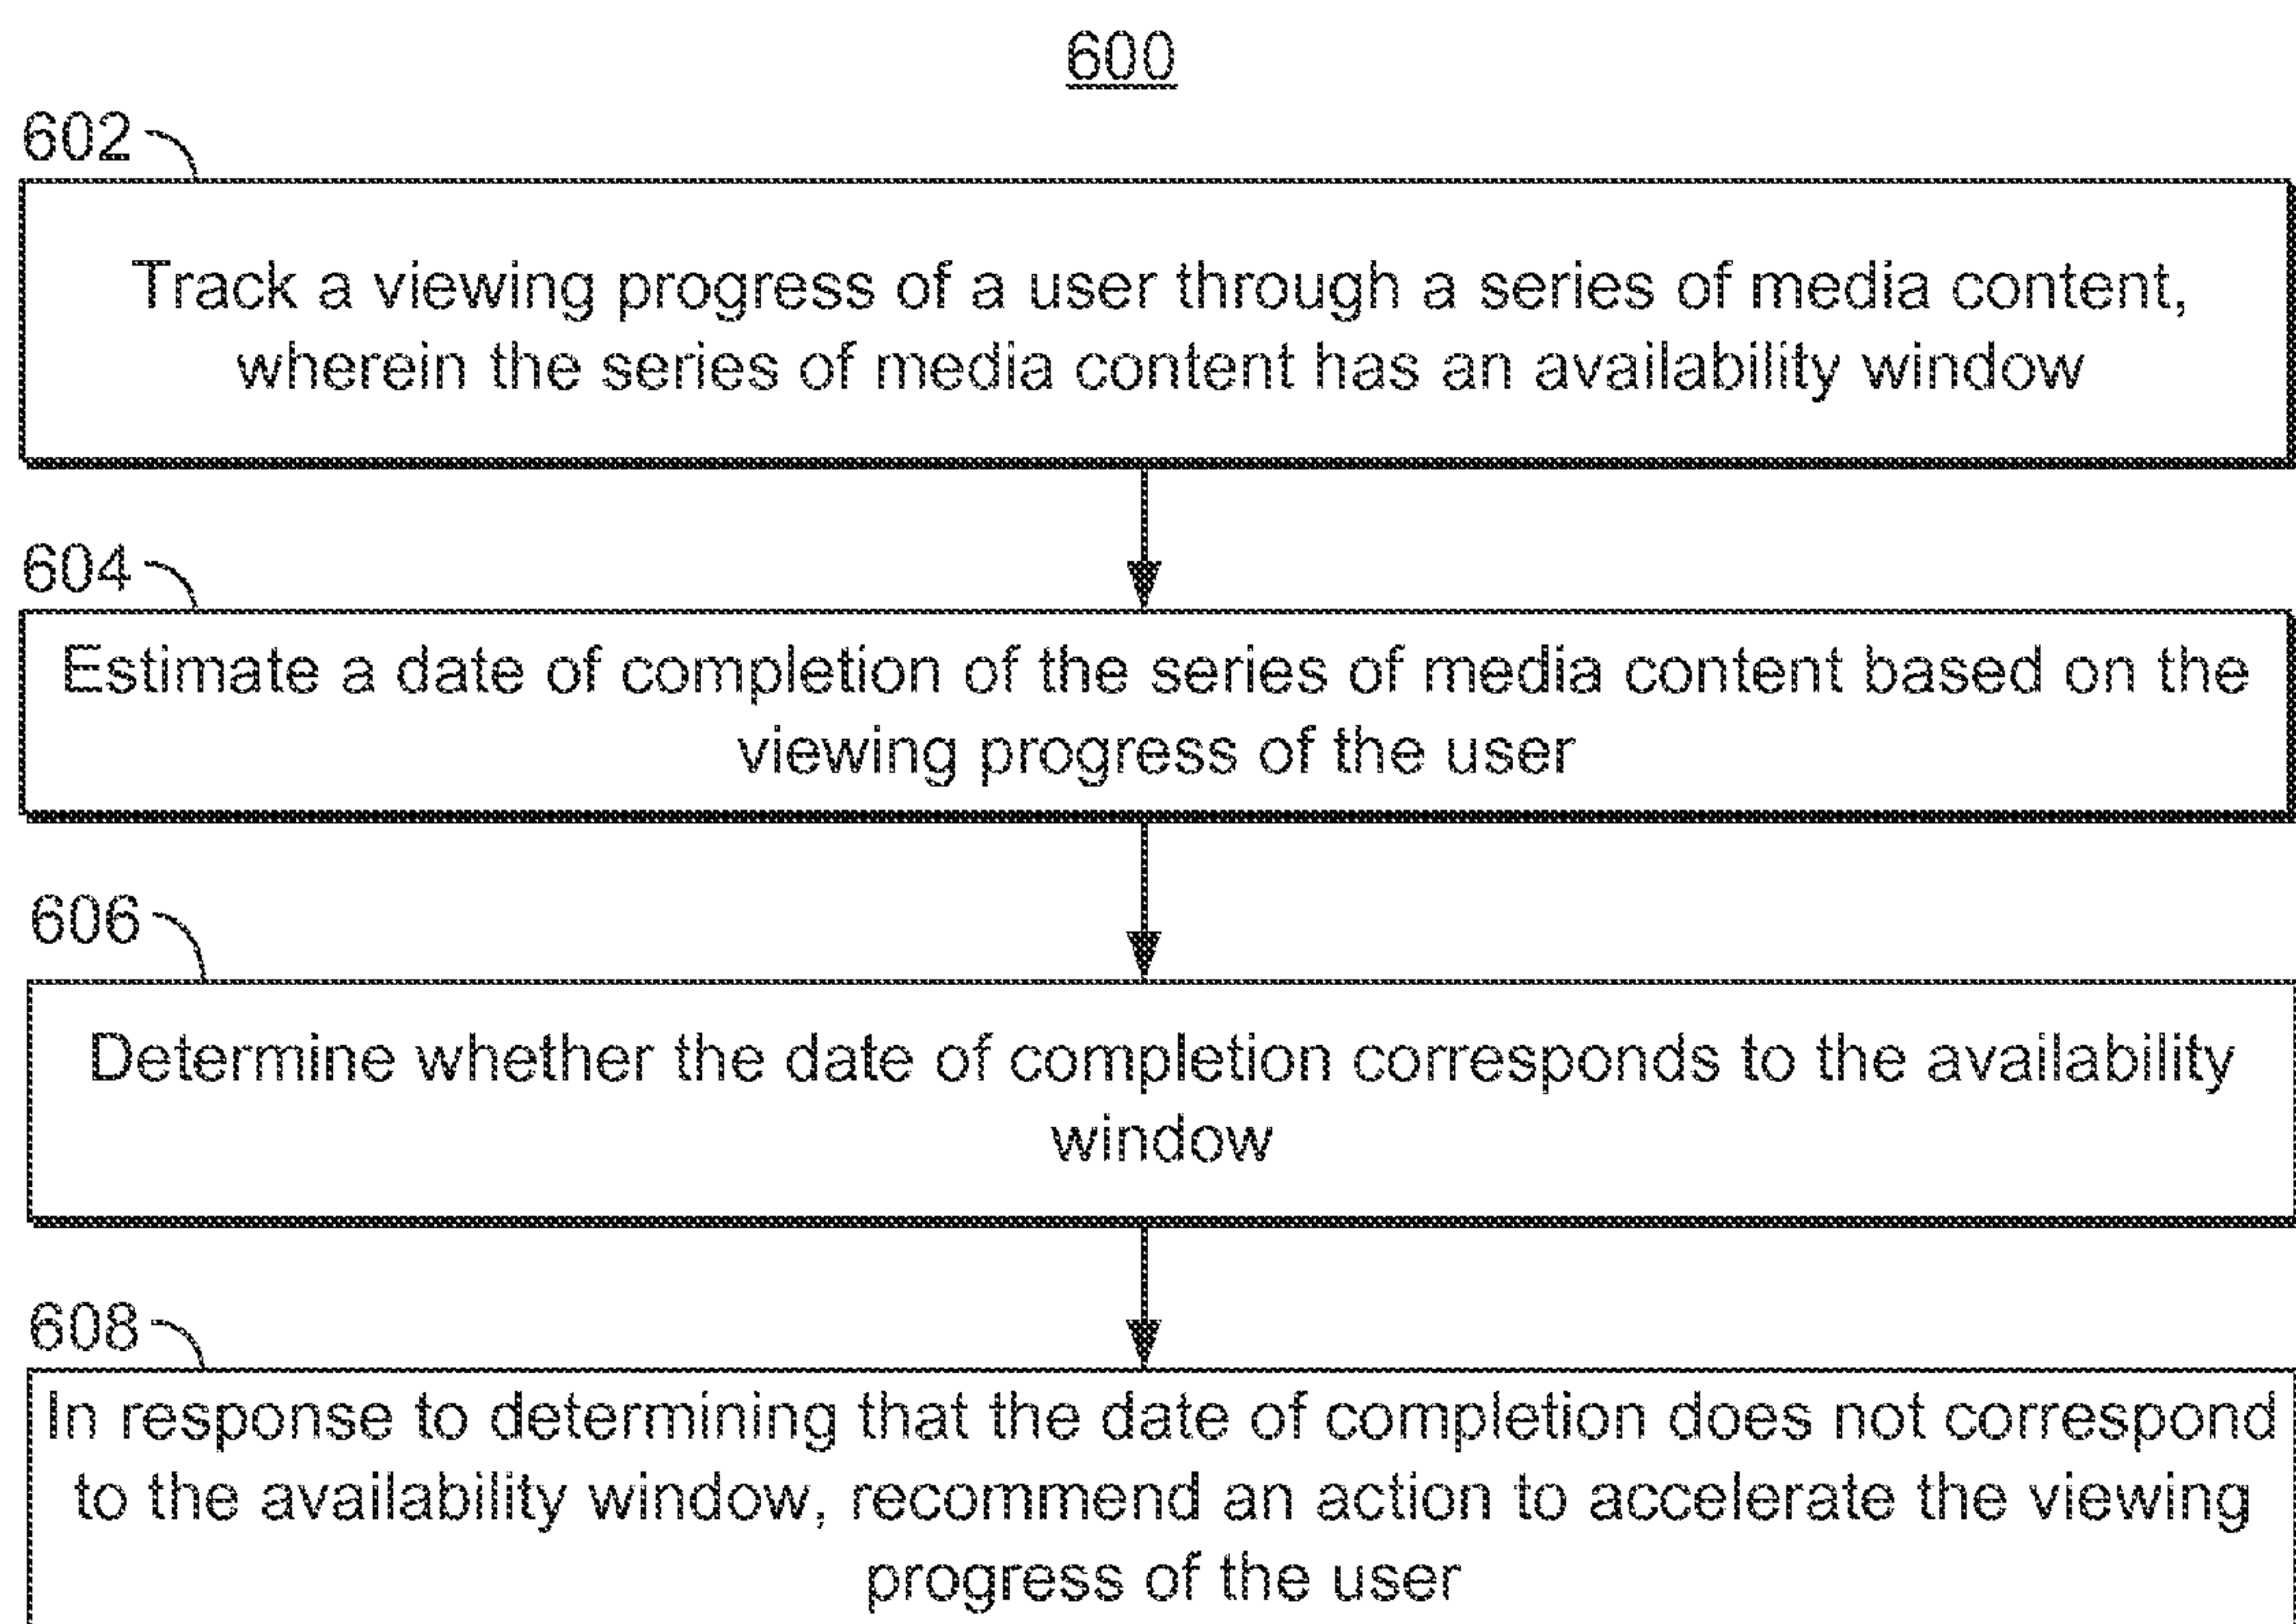 600
602
Track a viewing progress of a user through a series of media content,
wherein the series of media content has an availability window
604
Estimate a date of completion of the series of media content based on the
viewing progress of the user
606
Determine whether the date of completion corresponds to the availability
window
608
In response to determining that the date of completion does not correspond
to the availability window, recommend an action to accelerate the viewing
progress of the user